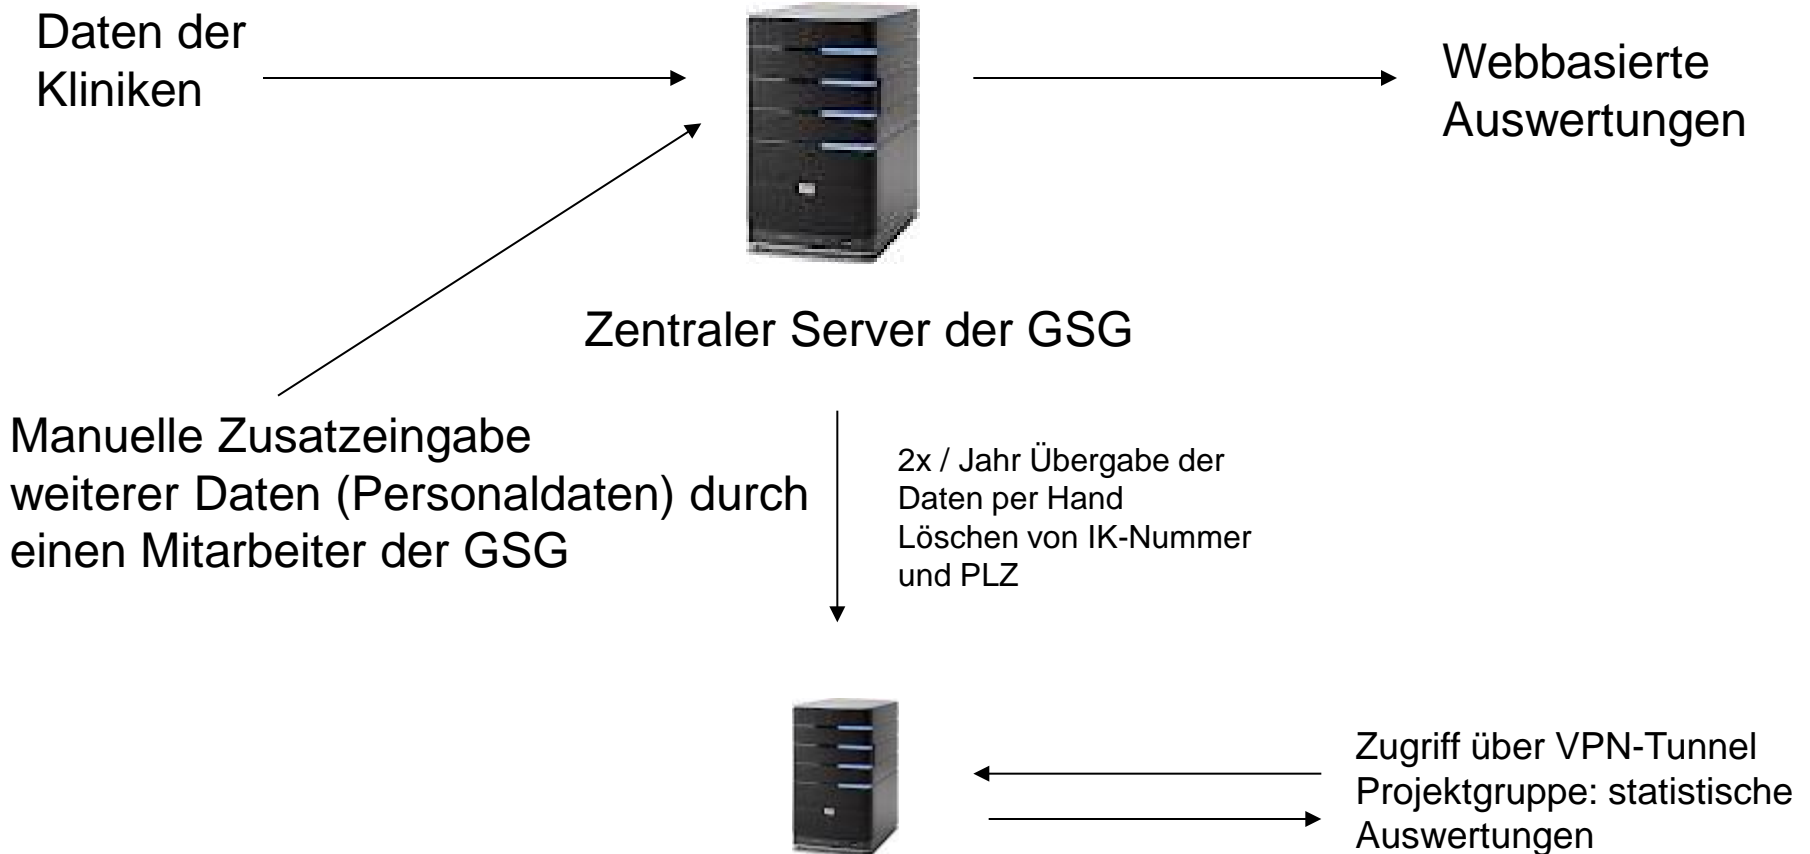 Daten der
Kliniken
Webbasierte
Auswertungen
Zentraler Server der GSG
Manuelle Zusatzeingabe
weiterer Daten (Personaldaten) durch
einen Mitarbeiter der GSG
2x / Jahr Übergabe der
Daten per Hand
Löschen von IK-Nummer
und PLZ
Zugriff über VPN-Tunnel
Projektgruppe: statistische
Auswertungen